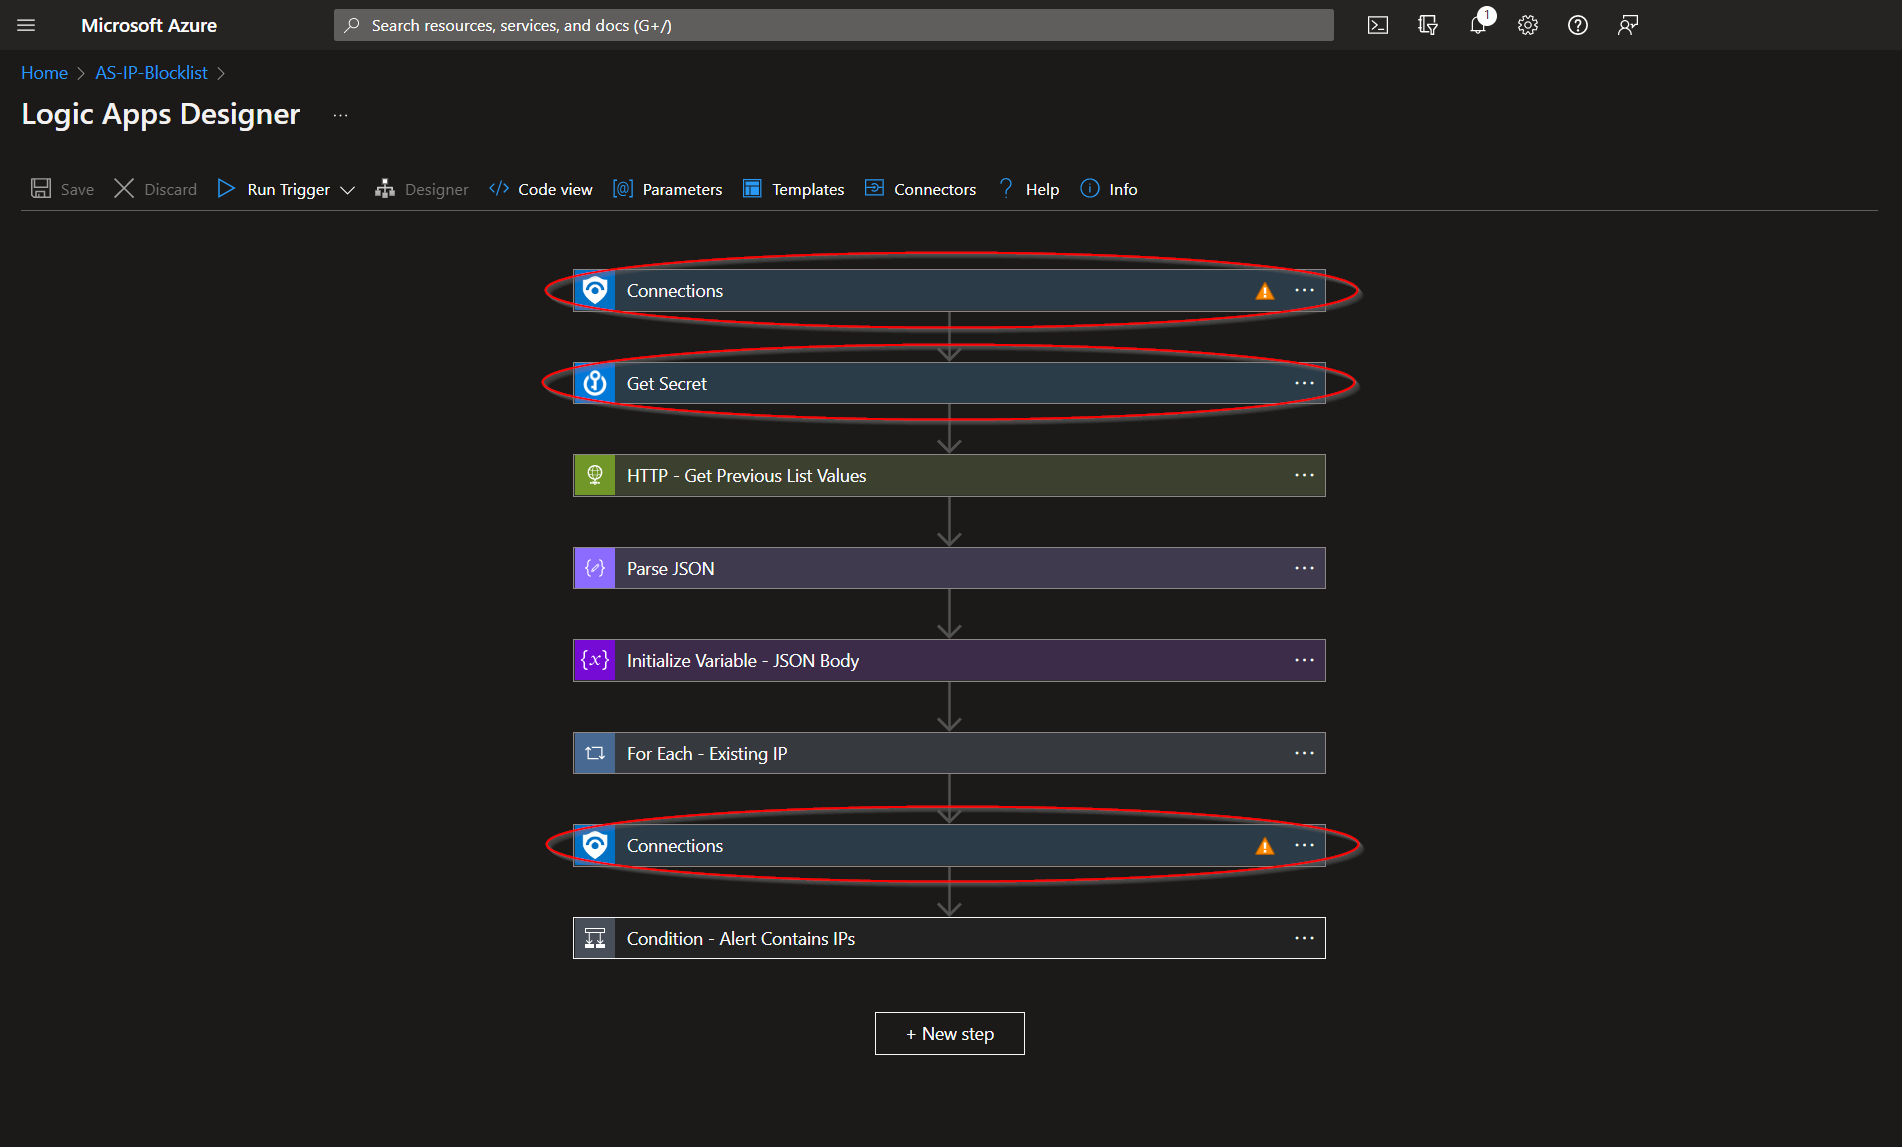 Microsoft Azure
Search resources, services, and docs (G+/)
1
Home > AS-IP-Blocklist >
Logic Apps Designer ...
Save Discard Run Trigger Designer </> Code view [@] Parameters Templates Connectors ? Help Info
Connections
Get Secret
HTTP - Get Previous List Values
Parse JSON
{x} Initialize Variable - JSON Body
For Each - Existing IP
Connections
Condition - Alert Contains IPs
+ New step